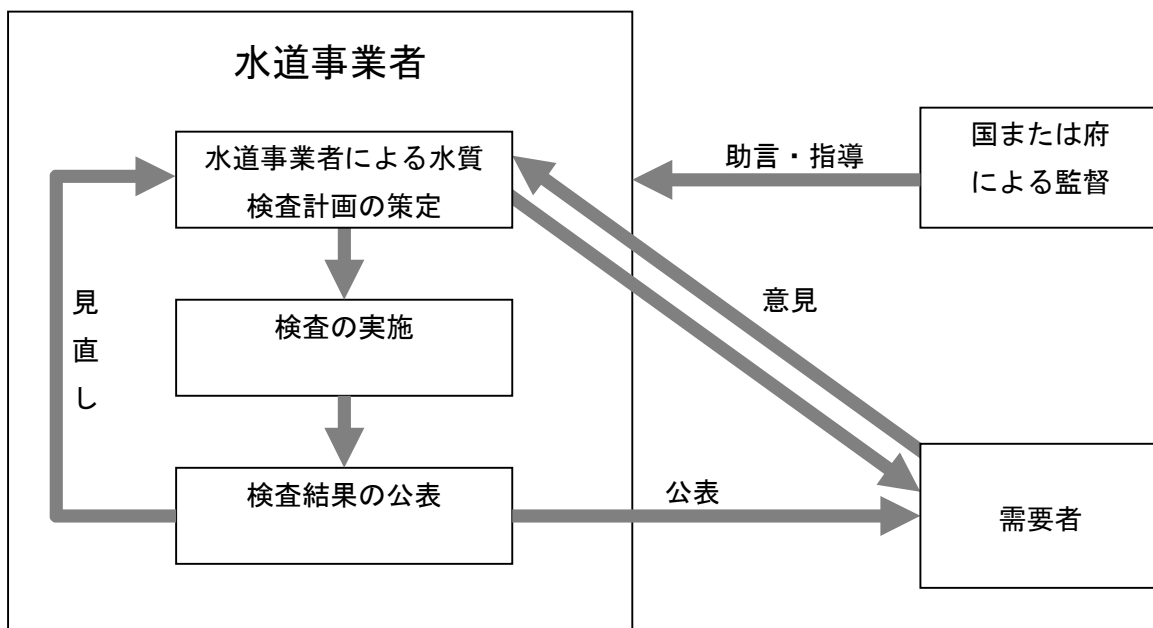 水道事業者
水道事業者による水質
検査計画の策定
検査の実施
検査結果の公表
見直し
助言・指導
国または府
による監督
意見
公表
需要者